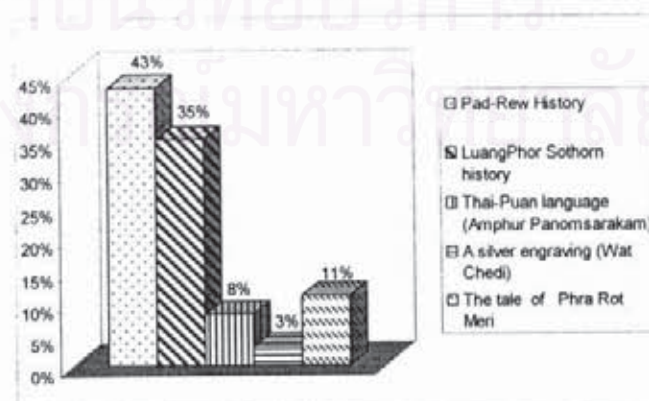 43%
35%
8%
3%
11%
45%
40%
35%
30%
25%
20%
15%
10%
5%
0%
Pad-Rew History
LuangPhor Sothorn
history
Thai-Puan language
(Amphur Panomsarakam)
A silver engraving (Wat
Chedi)
The tale of Phra Rot
Meri